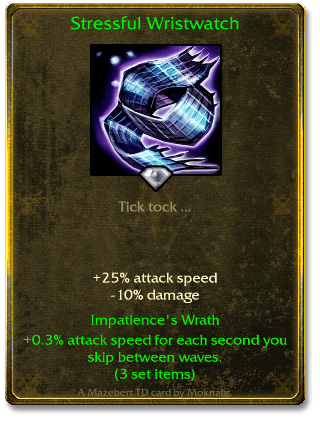 Stressful Wristwatch
Tick tock ...
+25% attack speed
-10% damage
Impatience's Wrath
+0.3% attack speed for each second you
skip between waves.
(3 set items)
A Mazebert TD card by Moknahr